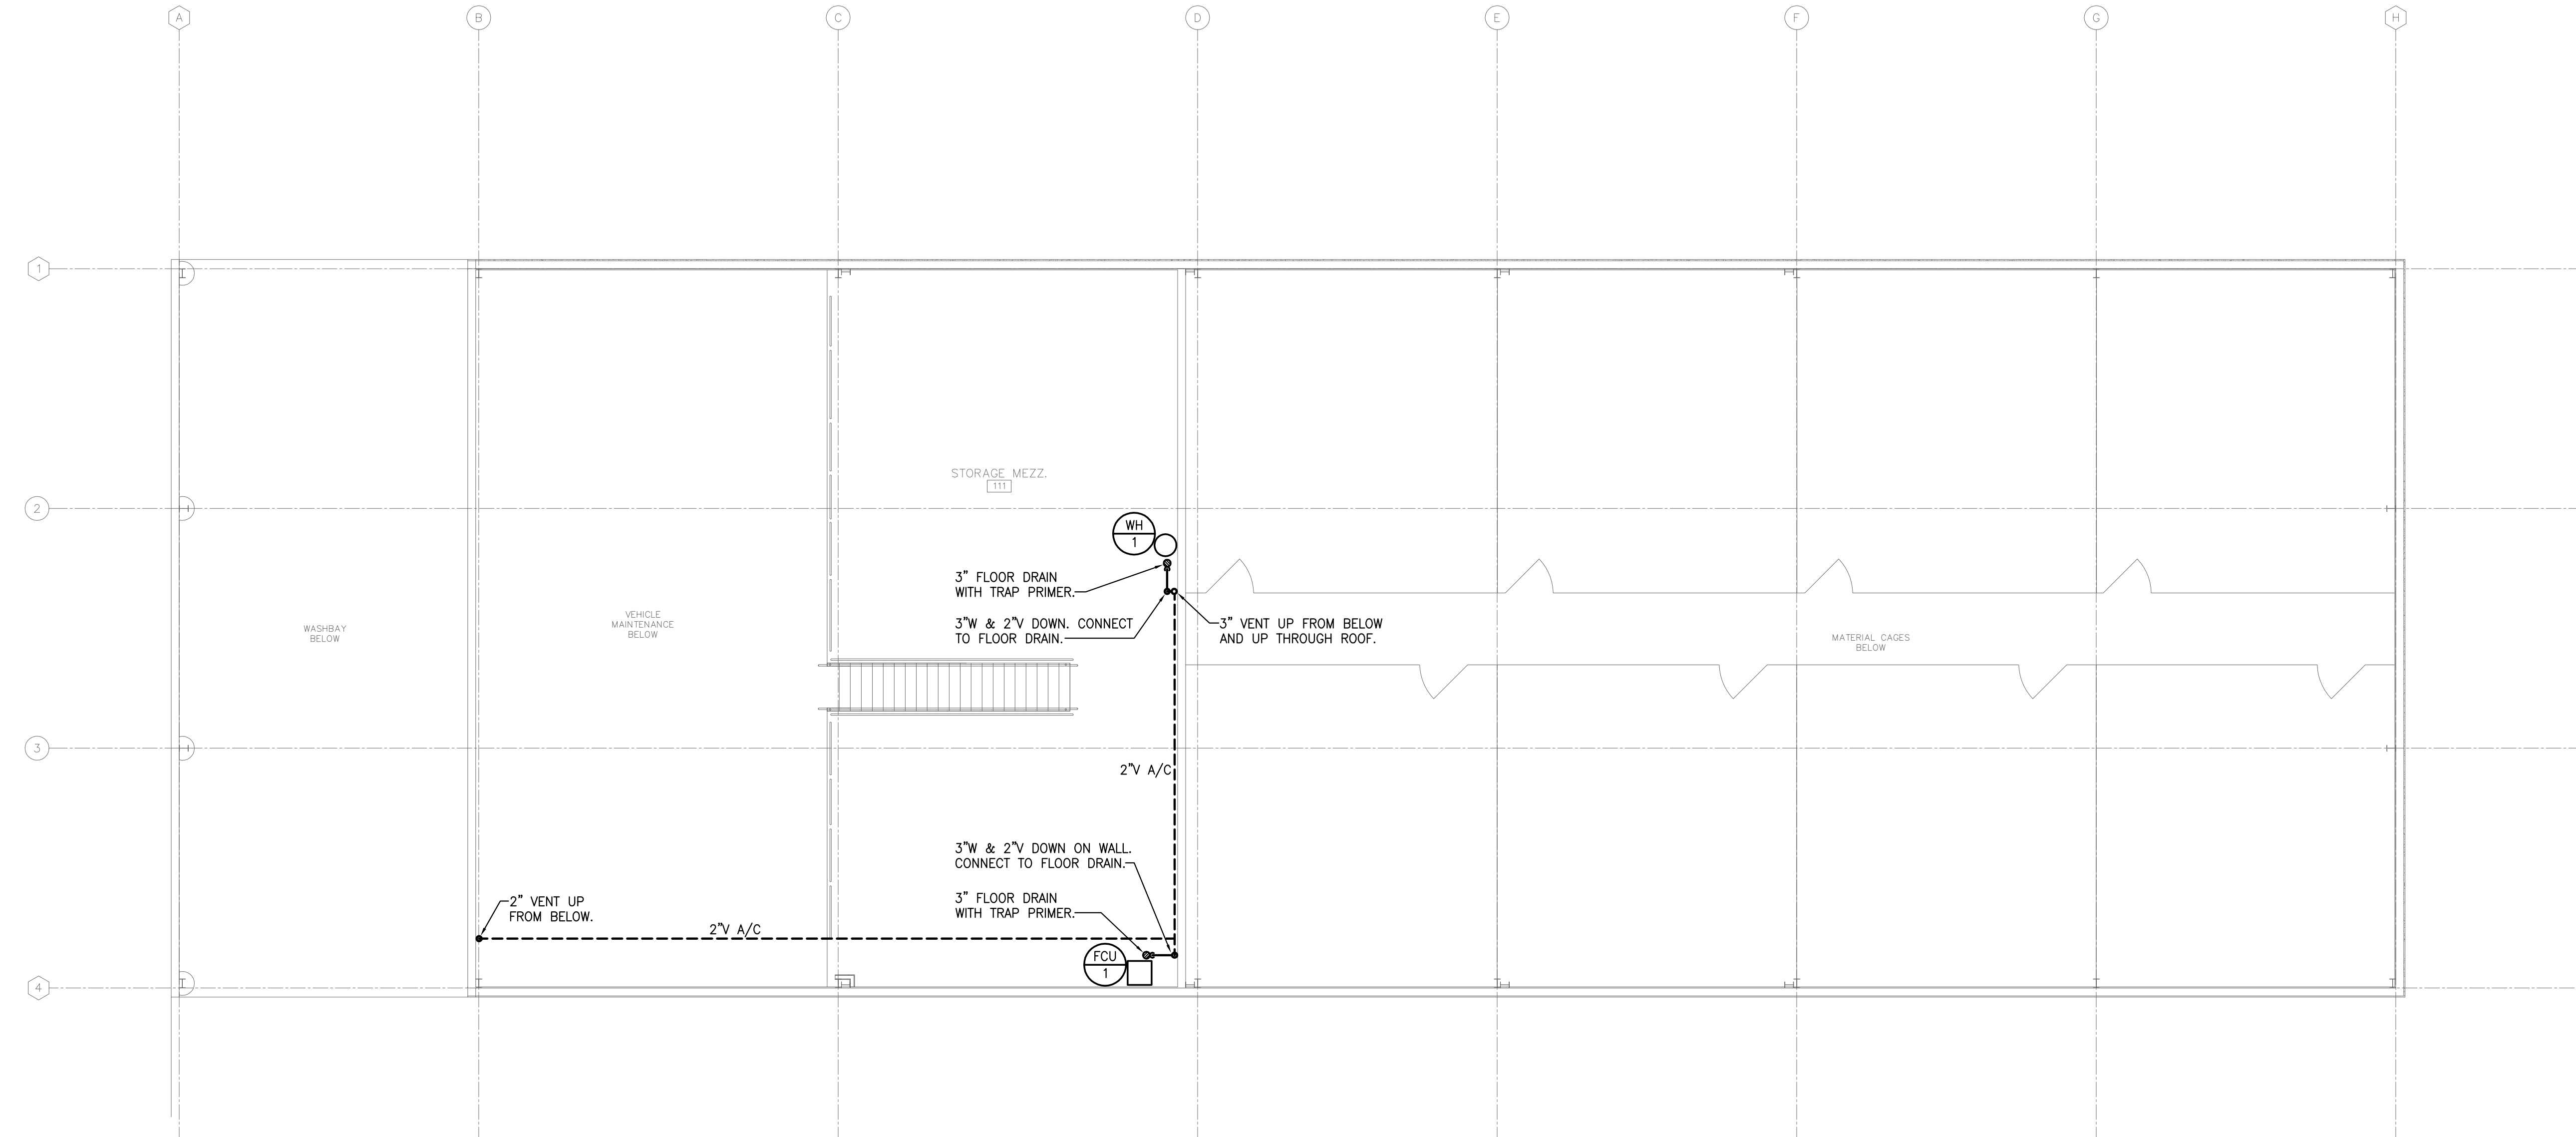 A
B
C
D
E
F
G
H
1
2
3
4
STORAGE MEZZ.
111
WH
1
3" FLOOR DRAIN
WITH TRAP PRIMER.
3"W & 2"V DOWN. CONNECT
TO FLOOR DRAIN.
3" VENT UP FROM BELOW
AND UP THROUGH ROOF.
WASHBAY
BELOW
VEHICLE
MAINTENANCE
BELOW
MATERIAL CAGES
BELOW
2"V A/C
3"W & 2"V DOWN ON WALL.
CONNECT TO FLOOR DRAIN.
3" FLOOR DRAIN
WITH TRAP PRIMER.
2" VENT UP
FROM BELOW.
2"V A/C
FCU
1